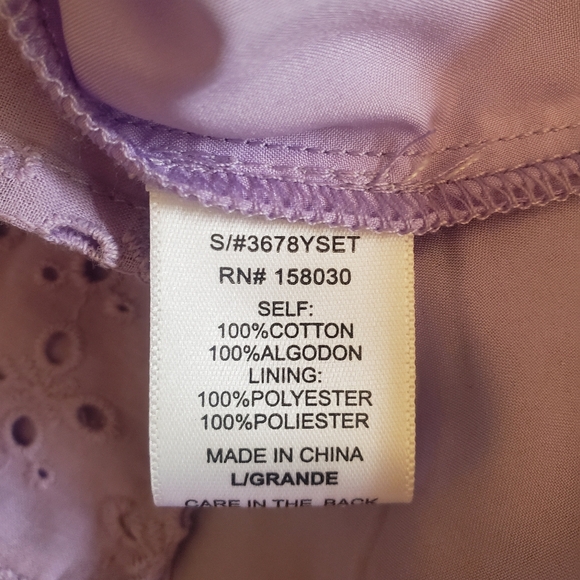 S/#3678YSET
RN# 158030
SELF:
100%COTTON
100%ALGODON
LINING:
100%POLYESTER
100%POLIESTER
MADE IN CHINA
L/GRANDE
CARE IN THE BACK